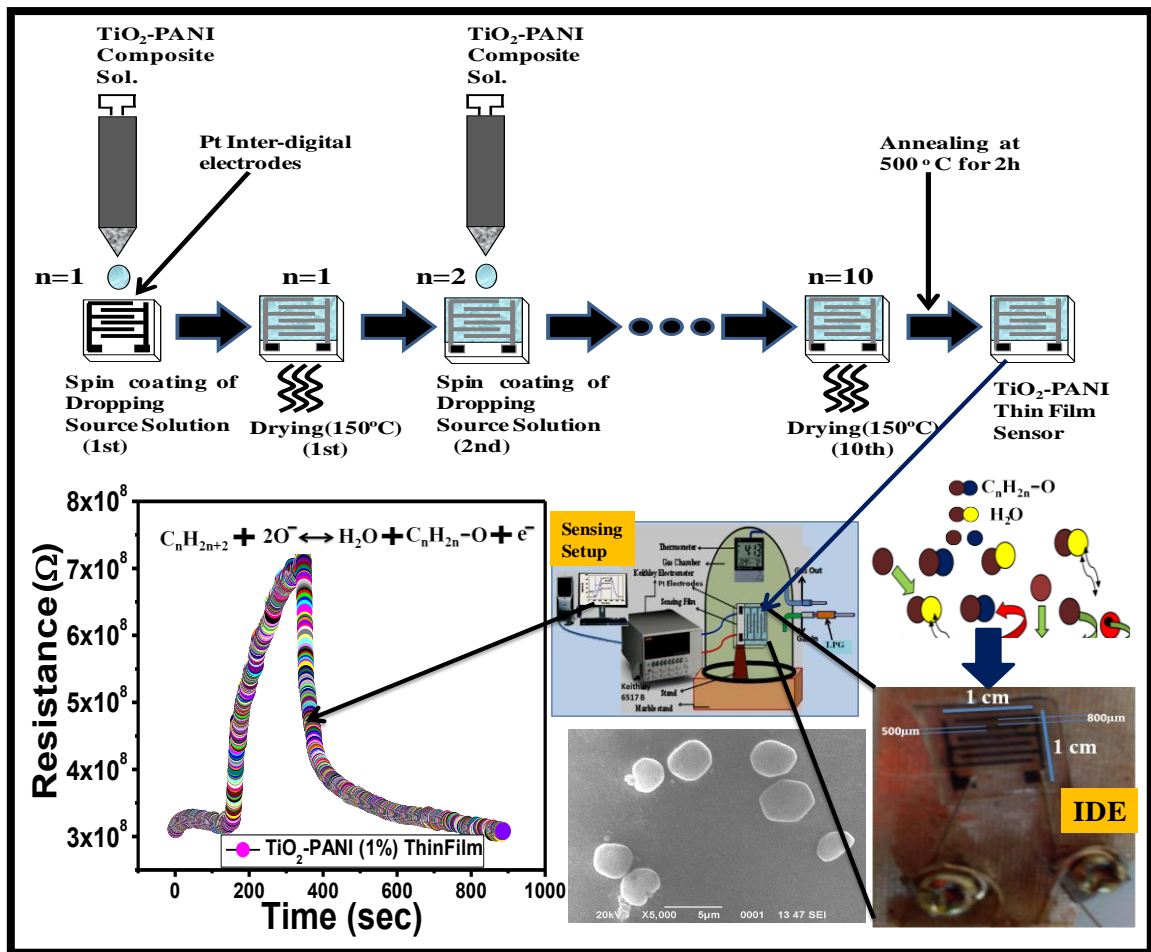 TiO₂-PANI
Composite
Sol.
TiO₂-PANI
Composite
Sol.
Pt Inter-digital
electrodes
Annealing at
500 ° C for 2h
n=1
n=1
n=2
n=10
Spin coating of
Dropping
Source Solution
(1st)
Drying(150ºC)
(1st)
Spin coating of
Dropping
Source Solution
(2nd)
Drying(150ºC)
(10th)
TiO₂-PANI
Thin Film
Sensor
8x10⁸
7x10⁸
6x10⁸
5x10⁸
4x10⁸
3x10⁸
Resistance(Ω)
CₙH₂ₙ₊₂ + 2O⁻ ⟷ H₂O + CₙH₂ₙ-O + e⁻
TiO₂-PANI (1%) ThinFilm
0 200 400 600 800 1000
Time (sec)
Sensing
Setup
Thermometer
Gas Chamber
Keithley Electrometer
Pt Electrodes
Sensing Film
Gas Out
LPG
Keithley
6517 B
Stand
Marble stand
CₙH₂ₙ-O
H₂O
1 cm
800µm
500µm
1 cm
IDE
20kV X5,000 5µm 0001 13 47 SEI